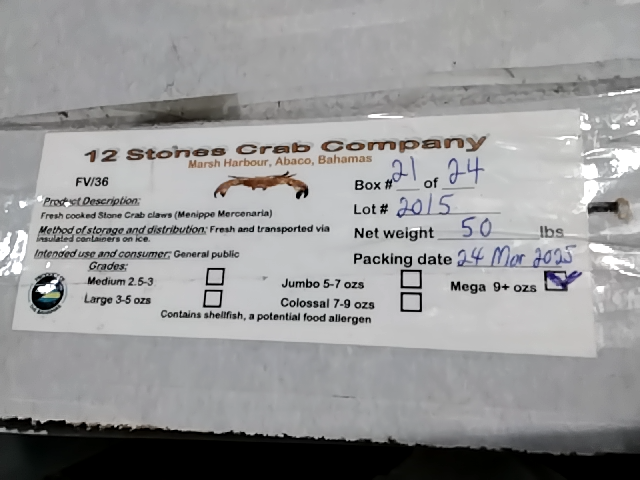 12 Stones Crab Company
Marsh Harbour, Abaco, Bahamas
FV/36
Box # 21 of 24
Product Description:
Fresh cooked Stone Crab claws (Menippe Mercenaria)
Lot # 2015
Method of storage and distribution: Fresh and transported via
insulated containers on ice.
Net weight 50 lbs
Intended use and consumer: General public
Packing date 24 Mar 2025
Grades:
Medium 2.5-3
Jumbo 5-7 ozs
Mega 9+ ozs
Large 3-5 ozs
Colossal 7-9 ozs
Contains shellfish, a potential food allergen